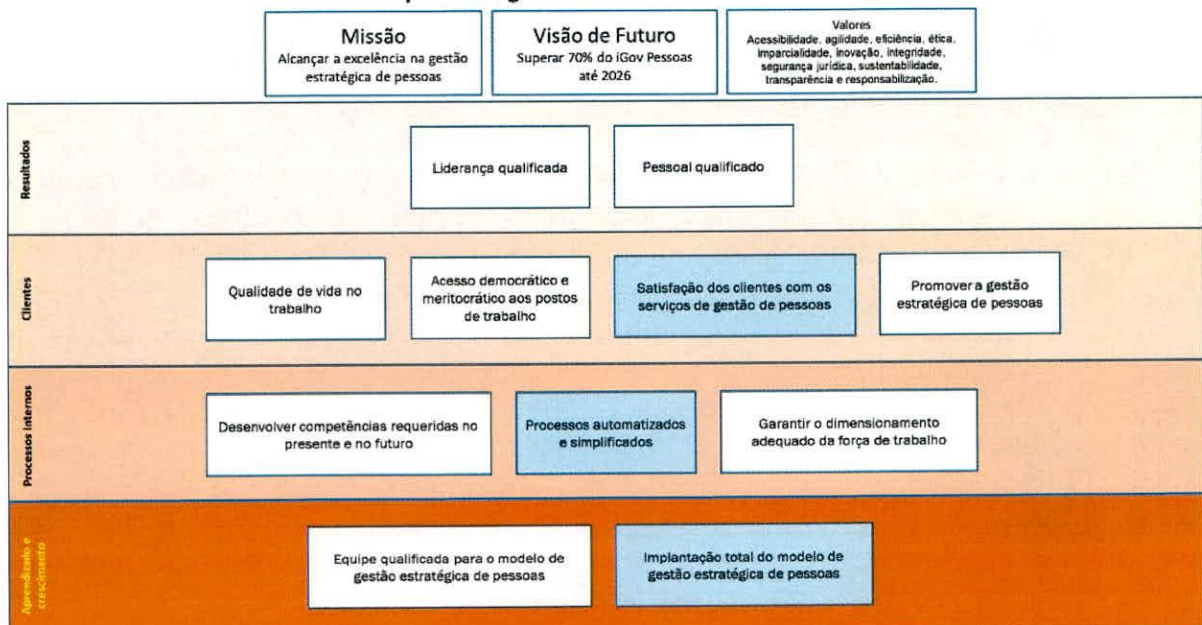 Missão
Alcançar a excelência na gestão
estratégica de pessoas
Visão de Futuro
Superar 70% do iGov Pessoas
até 2026
Valores
Acessibilidade, agilidade, eficiência, ética,
imparcialidade, inovação, integridade,
segurança jurídica, sustentabilidade,
transparência e responsabilização.
Resultados
Liderança qualificada
Pessoal qualificado
Clientes
Qualidade de vida no
trabalho
Acesso democrático e
meritocrático aos postos
de trabalho
Satisfação dos clientes com os
serviços de gestão de pessoas
Promover a gestão
estratégica de pessoas
Processos internos
Desenvolver competências requeridas no
presente e no futuro
Processos automatizados
e simplificados
Garantir o dimensionamento
adequado da força de trabalho
Aprendizado e
crescimento
Equipe qualificada para o modelo de
gestão estratégica de pessoas
Implantação total do modelo de
gestão estratégica de pessoas